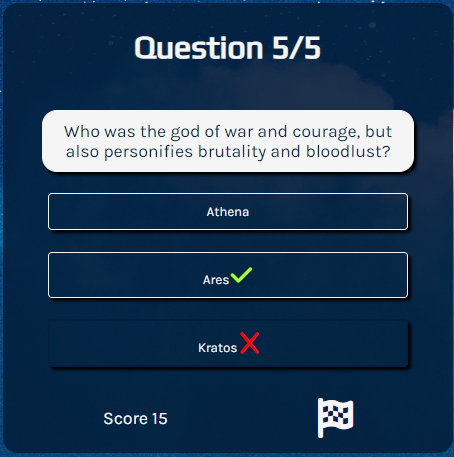 Question 5/5
Who was the god of war and courage, but
also personifies brutality and bloodlust?
Athena
Ares
Kratos
Score 15